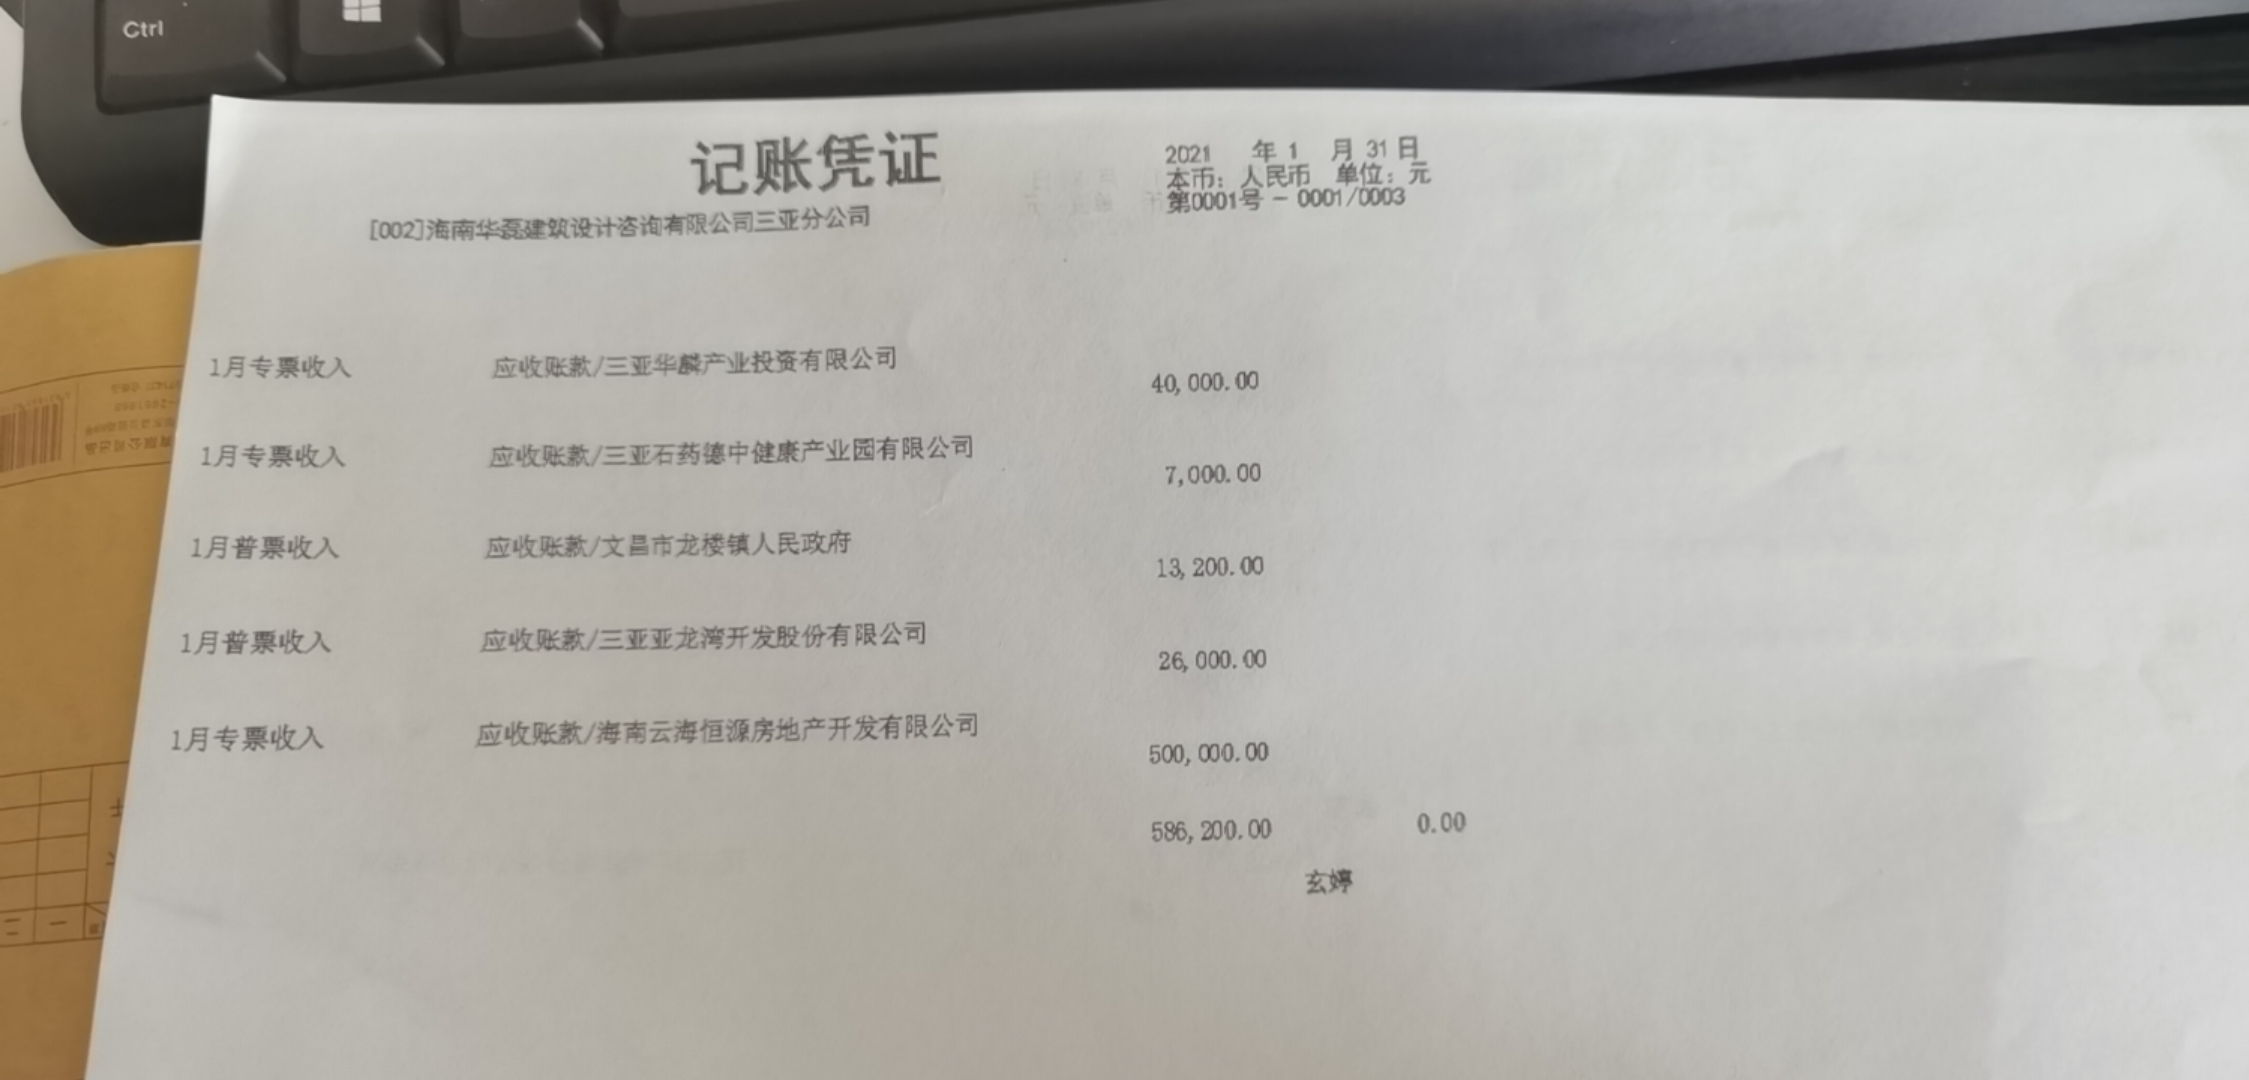 Ctrl
记账凭证
2021 年 1 月 31 日
本币：人民币 单位：元
第0001号 - 0001/0003
[002]海南华磊建筑设计咨询有限公司三亚分公司
1月专票收入 应收账款/三亚华麟产业投资有限公司 40,000.00
1月专票收入 应收账款/三亚石药德中健康产业园有限公司 7,000.00
1月普票收入 应收账款/文昌市龙楼镇人民政府 13,200.00
1月普票收入 应收账款/三亚亚龙湾开发股份有限公司 26,000.00
1月专票收入 应收账款/海南云海恒源房地产开发有限公司 500,000.00
586,200.00 0.00
玄婷